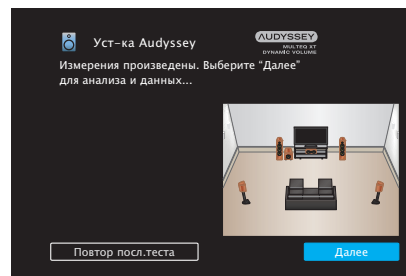 Уст-ка Audyssey
AUDYSSEY
MULTEQ XT
DYNAMIC VOLUME
Измерения произведены. Выберите “Далее”
для анализа и данных...
Повтор посл.теста
Далее